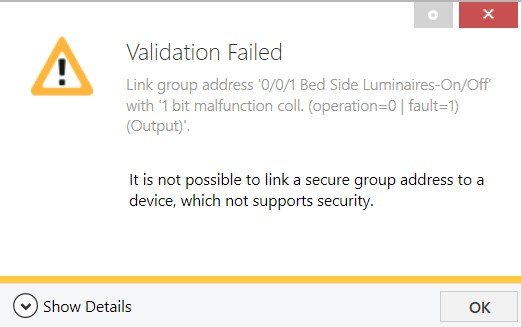 Validation Failed
Link group address '0/0/1 Bed Side Luminaires-On/Off'
with '1 bit malfunction coll. (operation=0 | fault=1)
(Output)'.
It is not possible to link a secure group address to a
device, which not supports security.
Show Details
OK